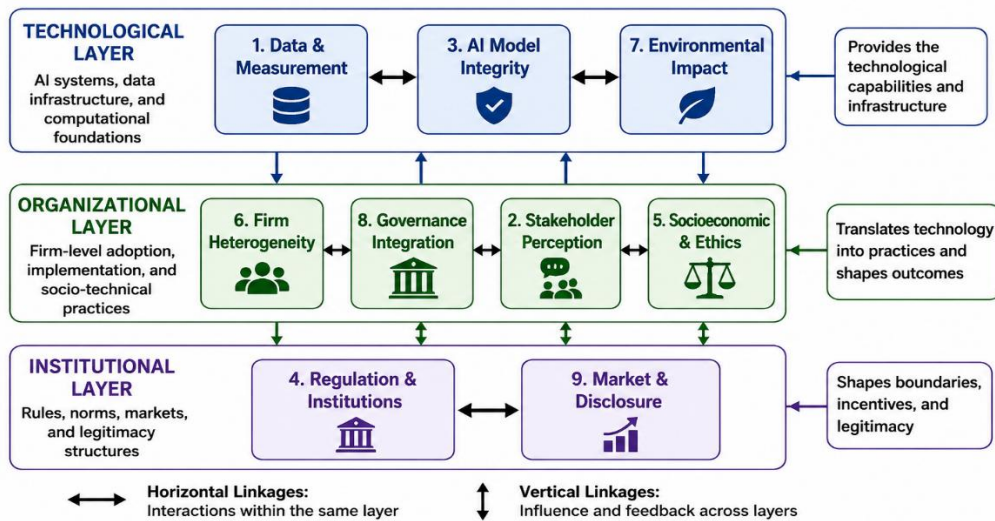 TECHNOLOGICAL
LAYER
AI systems, data
infrastructure, and
computational
foundations
1. Data &
Measurement
3. AI Model
Integrity
7. Environmental
Impact
Provides the
technological
capabilities and
infrastructure
ORGANIZATIONAL
LAYER
Firm-level adoption,
implementation, and
socio-technical
practices
6. Firm
Heterogeneity
8. Governance
Integration
2. Stakeholder
Perception
5. Socioeconomic
& Ethics
Translates technology
into practices and
shapes outcomes
INSTITUTIONAL
LAYER
Rules, norms, markets,
and legitimacy
structures
4. Regulation &
Institutions
9. Market &
Disclosure
Shapes boundaries,
incentives, and
legitimacy
Horizontal Linkages:
Interactions within the same layer
Vertical Linkages:
Influence and feedback across layers